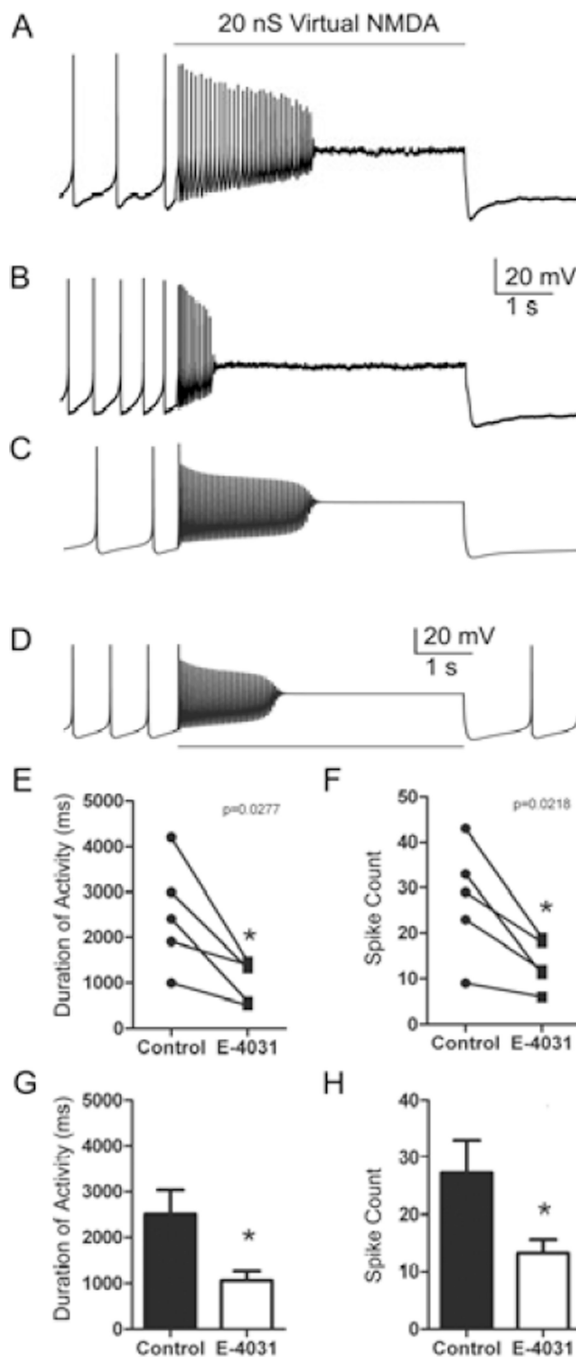 A
20 nS Virtual NMDA
B
20 mV
1 s
C
D
20 mV
1 s
E
Duration of Activity (ms)
5000
4000
3000
2000
1000
0
p=0.0277
*
Control
E-4031
F
Spike Count
50
40
30
20
10
0
p=0.0218
*
Control
E-4031
G
Duration of Activity (ms)
5000
4000
3000
2000
1000
0
*
Control
E-4031
H
Spike Count
40
30
20
10
0
*
Control
E-4031